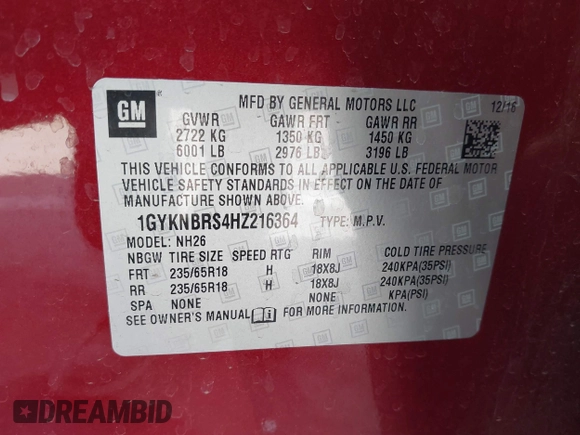 GM
MFD BY GENERAL MOTORS LLC 12/16
GVWR GAWR FRT GAWR RR
2722 KG 1350 KG 1450 KG
6001 LB 2976 LB 3196 LB
THIS VEHICLE CONFORMS TO ALL APPLICABLE U.S. FEDERAL MOTOR
VEHICLE SAFETY STANDARDS IN EFFECT ON THE DATE OF
MANUFACTURE SHOWN ABOVE.
1GYKNBRS4HZ216364 TYPE: M.P.V.
MODEL: NH26
NBGW TIRE SIZE SPEED RTG RIM COLD TIRE PRESSURE
FRT 235/65R18 H 18X8J 240KPA(35PSI)
RR 235/65R18 H 18X8J 240KPA(35PSI)
SPA NONE NONE KPA(PSI)
SEE OWNER'S MANUAL FOR MORE INFORMATION.
DREAMBID